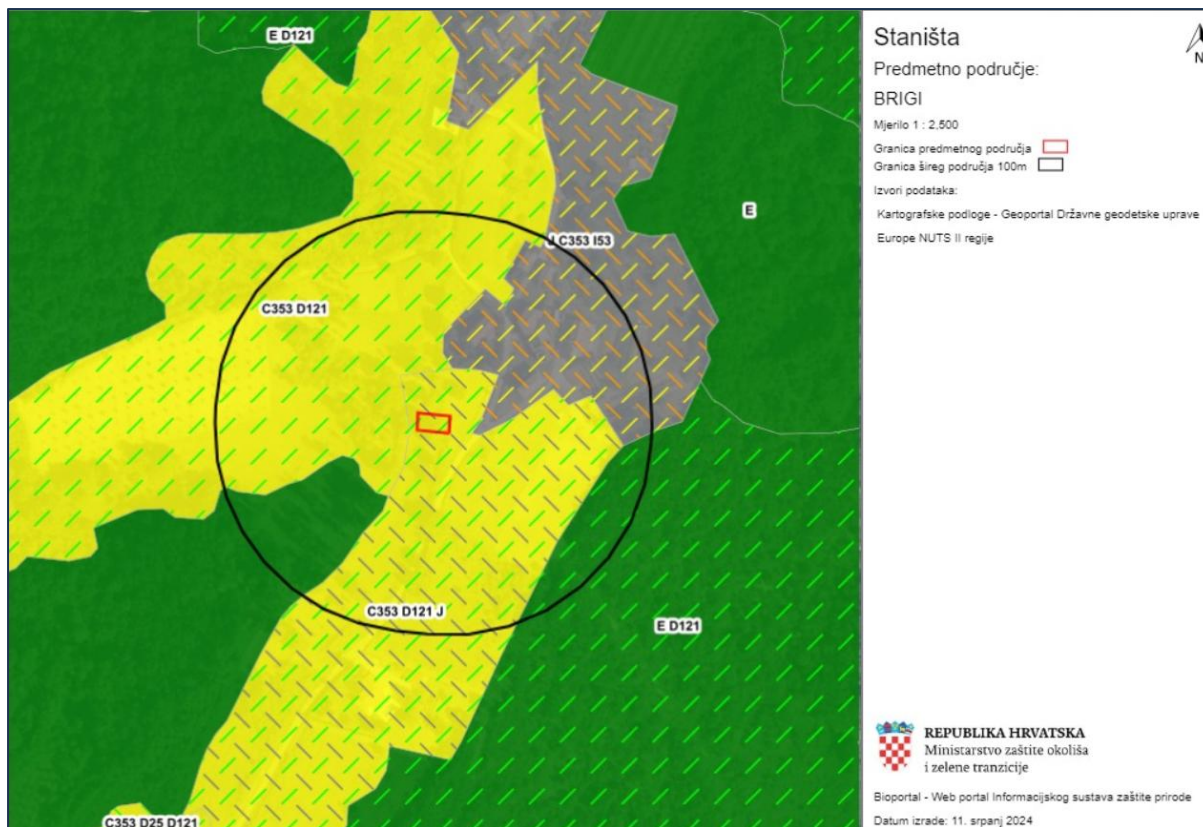 E D121
E
J C353 I53
C353 D121
C353 D121 J
E D121
C353 D25 D121
Staništa
N
Predmetno područje:
BRIGI
Mjerilo 1 : 2,500
Granica predmetnog područja
Granica šireg područja 100m
Izvori podataka:
Kartografske podloge - Geoportal Državne geodetske uprave
Europe NUTS II regije
REPUBLIKA HRVATSKA
Ministarstvo zaštite okoliša
i zelene tranzicije
Bioportal - Web portal Informacijskog sustava zaštite prirode
Datum izrade: 11. srpanj 2024